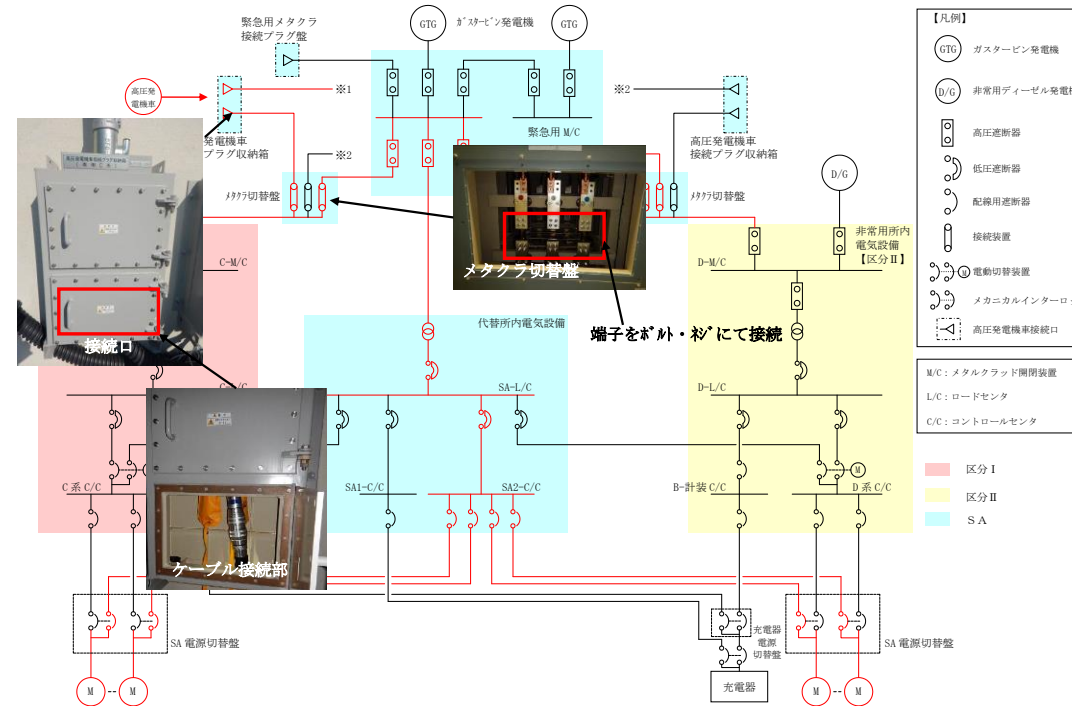 緊急用メタクラ
接続プラグ盤
GTG
ガスタービン発電機
GTG
高圧発
電機車
※1
※2
※2
発電機車
プラグ収納箱
緊急用 M/C
高圧発電機車
接続プラグ収納箱
D/G
メタクラ切替盤
メタクラ切替盤
非常用所内
電気設備
【区分Ⅱ】
C-M/C
D-M/C
メタクラ切替盤
端子をボルト・ネジにて接続
接続口
代替所内電気設備
SA-L/C
D-L/C
C系 C/C
SA1-C/C
SA2-C/C
B-計装 C/C
D系 C/C
M
ケーブル接続部
SA 電源切替盤
充電器
電源
切替盤
SA 電源切替盤
M
M
充電器
M
M
【凡例】
GTG
ガスタービン発電機
D/G
非常用ディーゼル発電機
高圧遮断器
低圧遮断器
配線用遮断器
接続装置
M
電動切替装置
メカニカルインターロッ
高圧発電機車接続口
M/C：メタルクラッド開閉装置
L/C：ロードセンタ
C/C：コントロールセンタ
区分Ⅰ
区分Ⅱ
ＳＡ